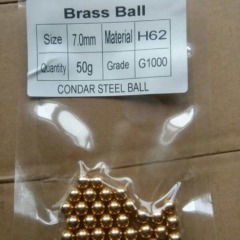 Brass Ball
Size 7.0mm Material H62
Quantity 50g Grade G1000
CONDAR STEEL BALL